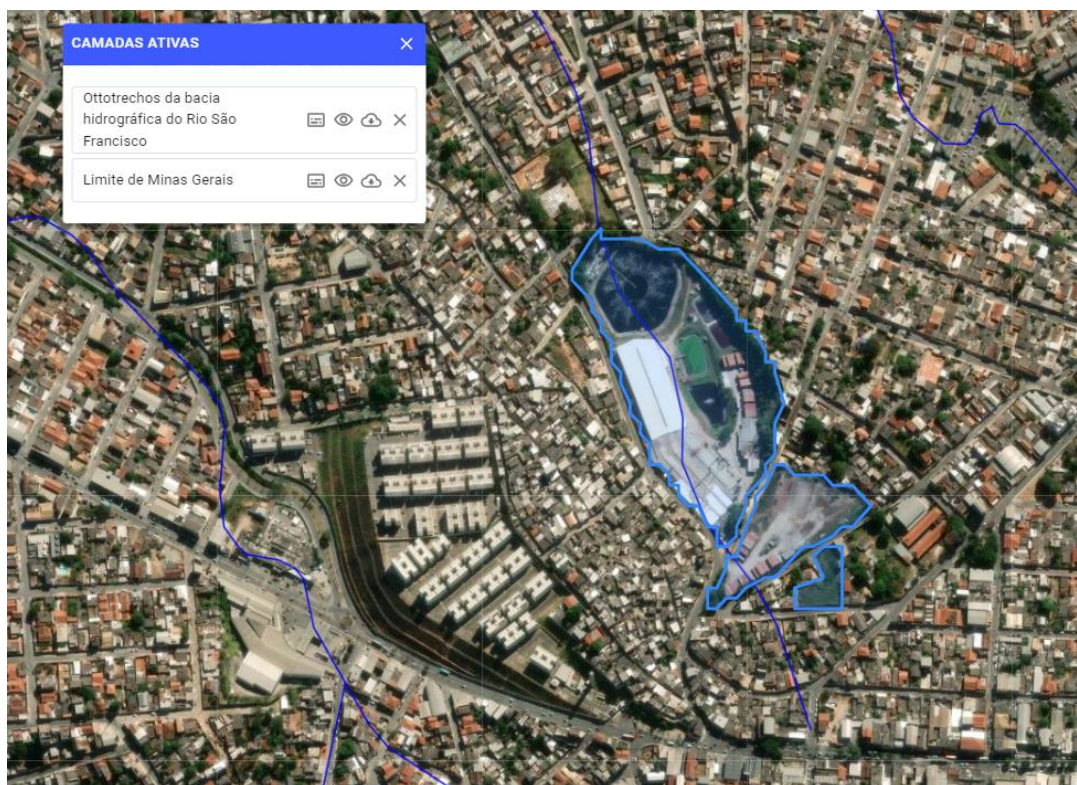 CAMADAS ATIVAS
Ottotrechos da bacia
hidrográfica do Rio São
Francisco
Limite de Minas Gerais